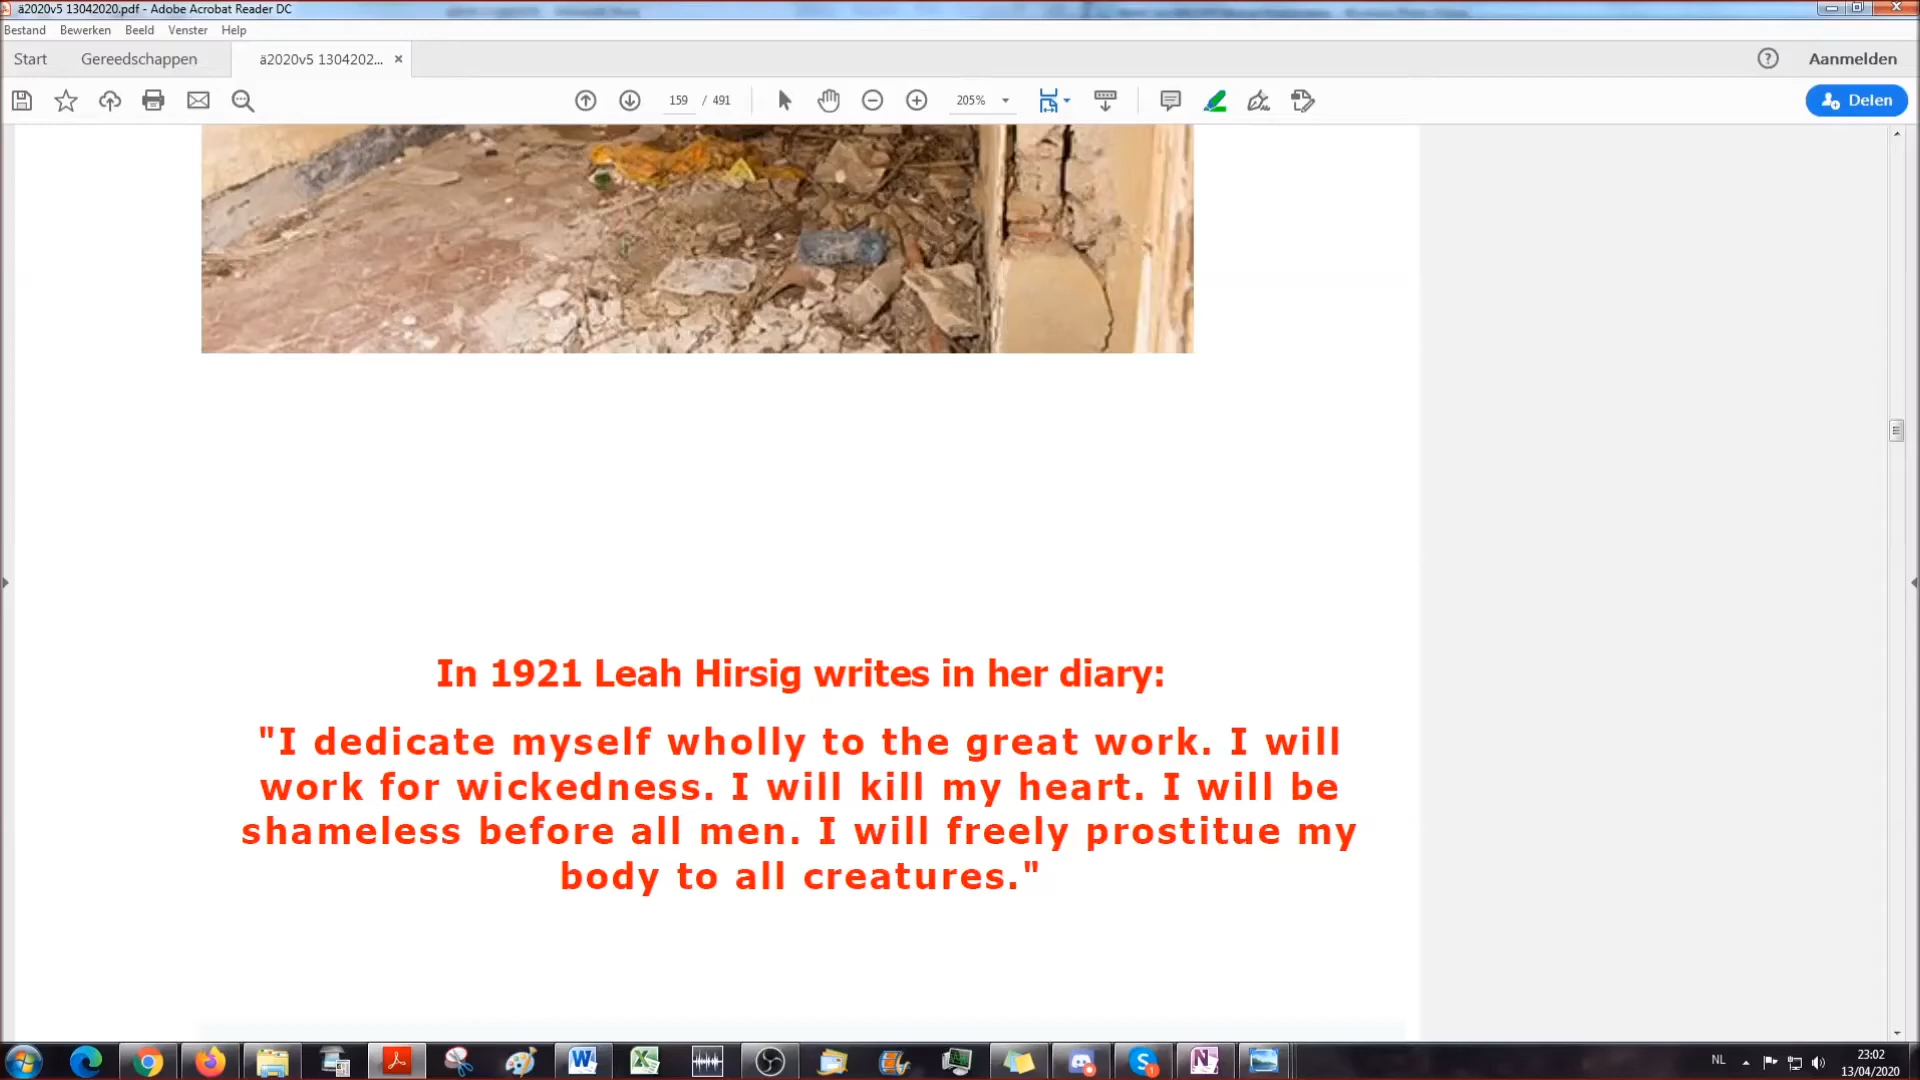 ä2020v5 13042020.pdf - Adobe Acrobat Reader DC
Bestand Bewerken Beeld Venster Help
Start Gereedschappen ä2020v5 1304202... Aanmelden
159 / 491 205% Delen
In 1921 Leah Hirsig writes in her diary:
"I dedicate myself wholly to the great work. I will
work for wickedness. I will kill my heart. I will be
shameless before all men. I will freely prostitue my
body to all creatures."
NL 23:02
13/04/2020